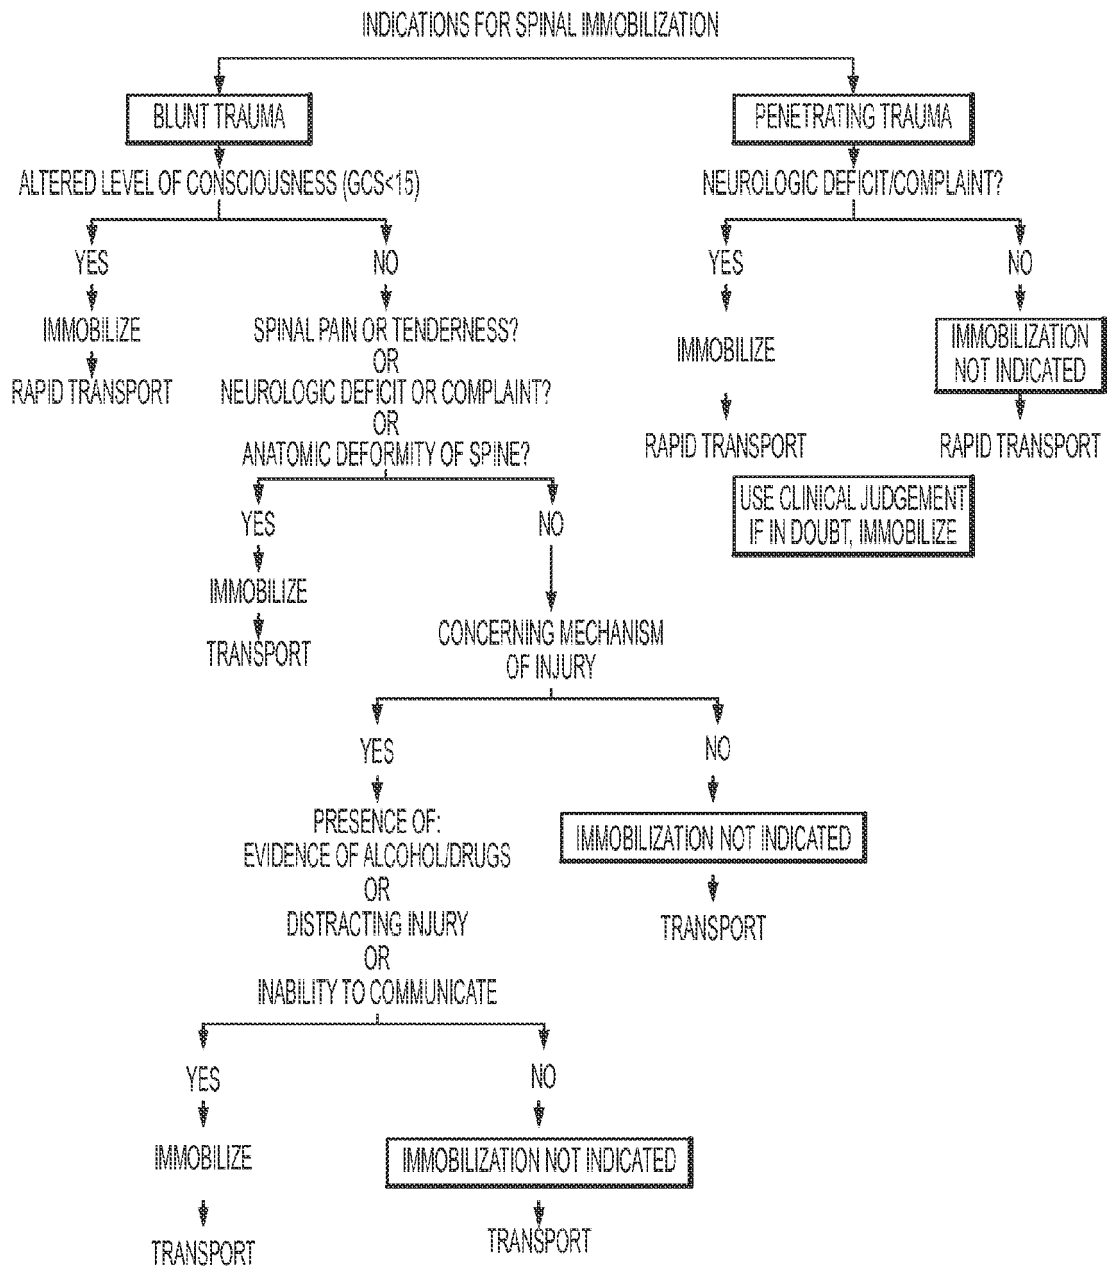 INDICATIONS FOR SPINAL IMMOBILIZATION
BLUNT TRAUMA
ALTERED LEVEL OF CONSCIOUSNESS (GCS<15)
YES
IMMOBILIZE
RAPID TRANSPORT
NO
SPINAL PAIN OR TENDERNESS?
OR
NEUROLOGIC DEFICIT OR COMPLAINT?
OR
ANATOMIC DEFORMITY OF SPINE?
YES
IMMOBILIZE
TRANSPORT
NO
CONCERNING MECHANISM
OF INJURY
YES
PRESENCE OF:
EVIDENCE OF ALCOHOL/DRUGS
OR
DISTRACTING INJURY
OR
INABILITY TO COMMUNICATE
YES
IMMOBILIZE
TRANSPORT
NO
IMMOBILIZATION NOT INDICATED
TRANSPORT
NO
IMMOBILIZATION NOT INDICATED
TRANSPORT
PENETRATING TRAUMA
NEUROLOGIC DEFICIT/COMPLAINT?
YES
IMMOBILIZE
RAPID TRANSPORT
NO
IMMOBILIZATION
NOT INDICATED
RAPID TRANSPORT
USE CLINICAL JUDGEMENT
IF IN DOUBT, IMMOBILIZE